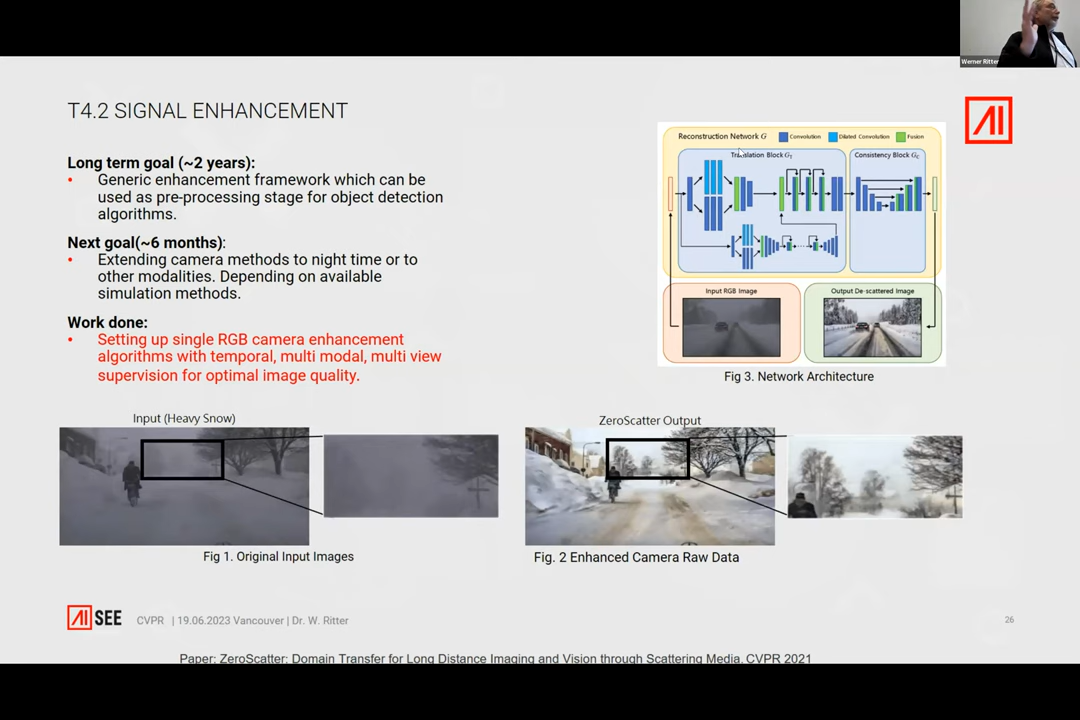 Werner Ritter
T4.2 SIGNAL ENHANCEMENT
AI
Long term goal (~2 years):
• Generic enhancement framework which can be
used as pre-processing stage for object detection
algorithms.
Next goal(~6 months):
• Extending camera methods to night time or to
other modalities. Depending on available
simulation methods.
Work done:
• Setting up single RGB camera enhancement
algorithms with temporal, multi modal, multi view
supervision for optimal image quality.
Reconstruction Network G Convolution Dilated Convolution Fusion
Translation Block G_T Consistency Block G_C
Input RGB Image Output De-scattered Image
Fig 3. Network Architecture
Input (Heavy Snow) ZeroScatter Output
Fig 1. Original Input Images Fig. 2 Enhanced Camera Raw Data
AI SEE CVPR | 19.06.2023 Vancouver | Dr. W. Ritter 26
Paper: ZeroScatter: Domain Transfer for Long Distance Imaging and Vision through Scattering Media. CVPR 2021